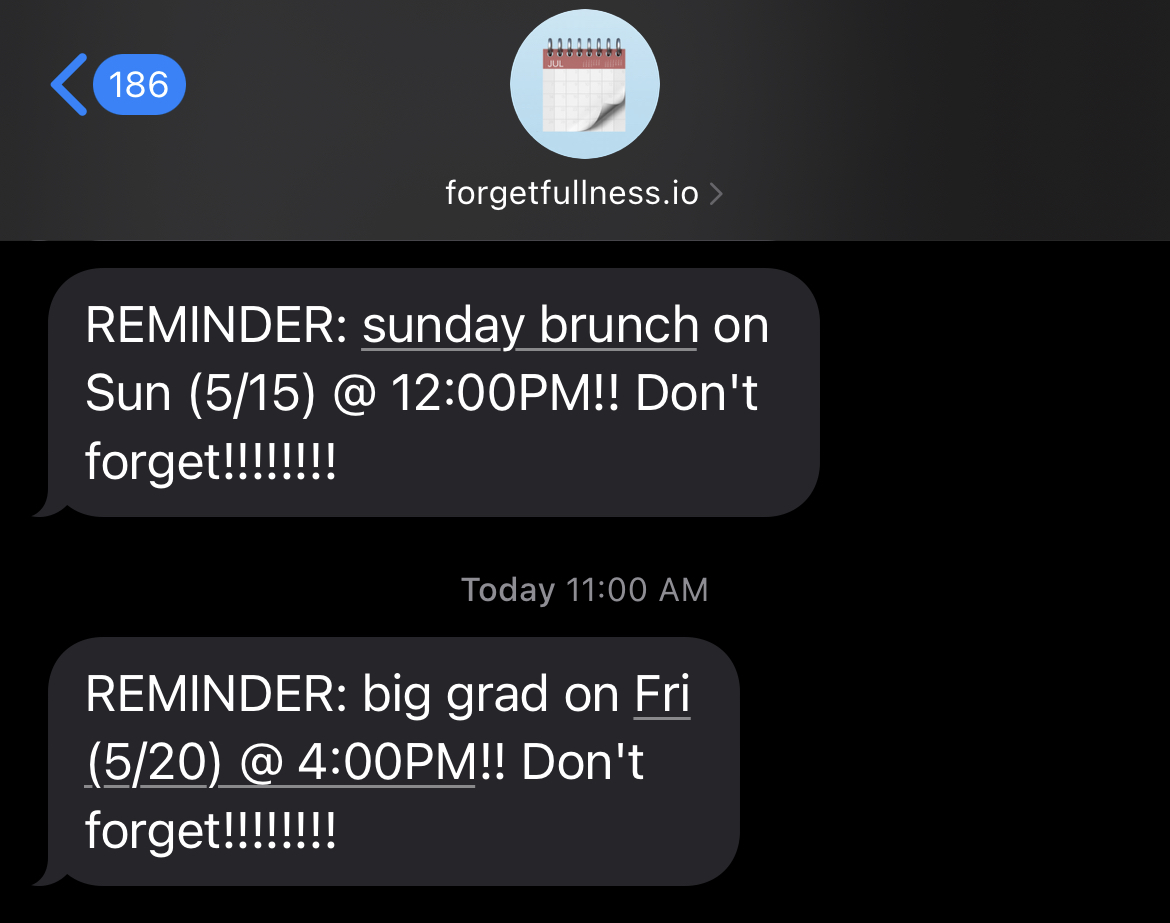 186
JUL
forgetfullness.io
REMINDER: sunday brunch on
Sun (5/15) @ 12:00PM!! Don't
forget!!!!!!!!
Today 11:00 AM
REMINDER: big grad on Fri
(5/20) @ 4:00PM!! Don't
forget!!!!!!!!